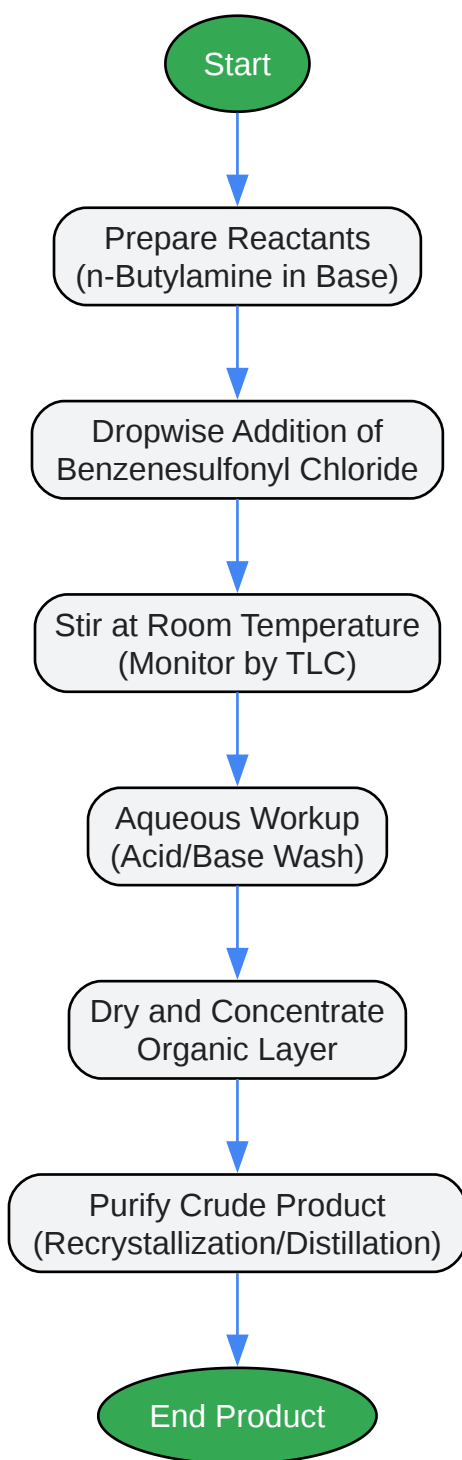 Start
Prepare Reactants
(n-Butylamine in Base)
Dropwise Addition of
Benzenesulfonyl Chloride
Stir at Room Temperature
(Monitor by TLC)
Aqueous Workup
(Acid/Base Wash)
Dry and Concentrate
Organic Layer
Purify Crude Product
(Recrystallization/Distillation)
End Product